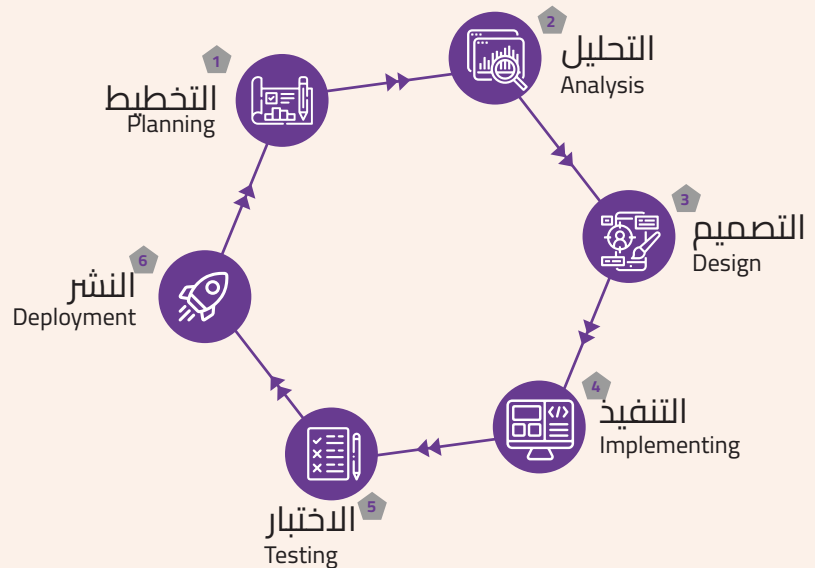 1
التخطيط
Planning
2
التحليل
Analysis
3
التصميم
Design
4
التنفيذ
Implementing
5
الاختبار
Testing
6
النشر
Deployment